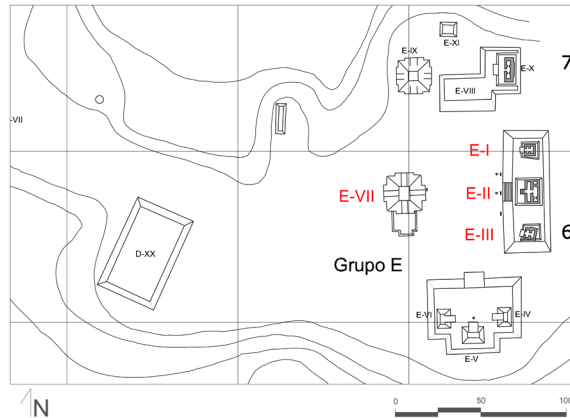 E-XI
E-IX
7
E-X
E-VIII
-VII
E-I
E-II
E-VII
E-III
6
D-XX
Grupo E
E-VI
E-IV
E-V
N
0
50
100